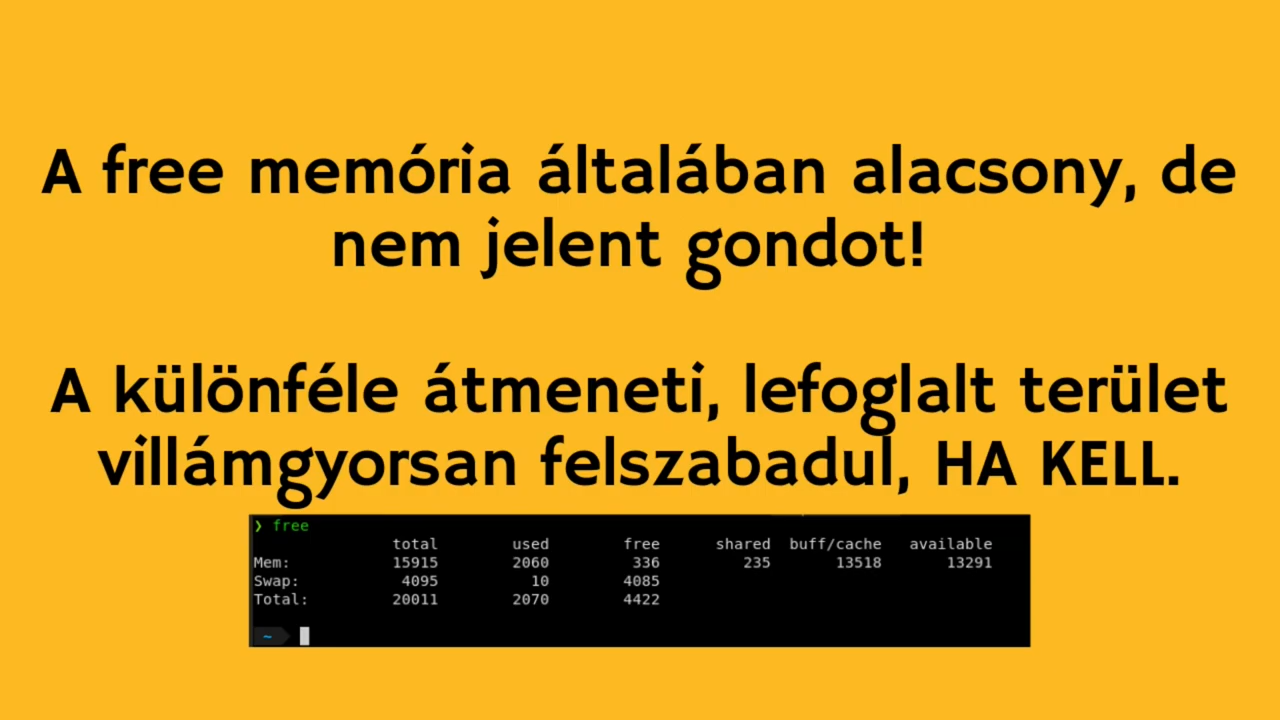 A free memória általában alacsony, de
nem jelent gondot!
A különféle átmeneti, lefoglalt terület
villámgyorsan felszabadul, HA KELL.
❯ free
total used free shared buff/cache available
Mem: 15915 2060 336 235 13518 13291
Swap: 4095 10 4085
Total: 20011 2070 4422
~